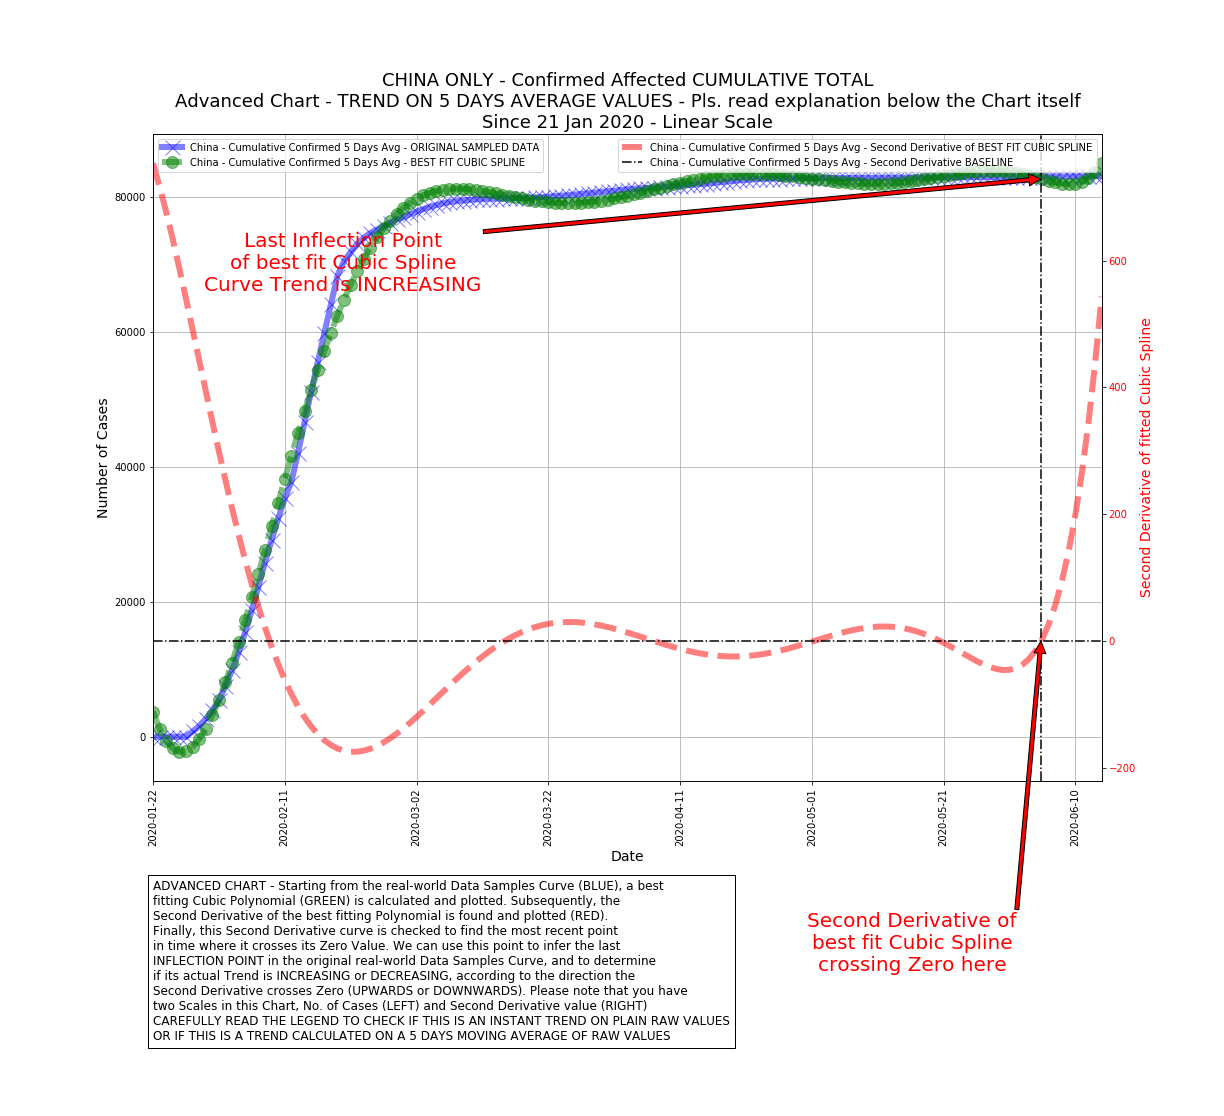 CHINA ONLY - Confirmed Affected CUMULATIVE TOTAL
Advanced Chart - TREND ON 5 DAYS AVERAGE VALUES - Pls. read explanation below the Chart itself
Since 21 Jan 2020 - Linear Scale
China - Cumulative Confirmed 5 Days Avg - ORIGINAL SAMPLED DATA
China - Cumulative Confirmed 5 Days Avg - BEST FIT CUBIC SPLINE
China - Cumulative Confirmed 5 Days Avg - Second Derivative of BEST FIT CUBIC SPLINE
China - Cumulative Confirmed 5 Days Avg - Second Derivative BASELINE
Last Inflection Point
of best fit Cubic Spline
Curve Trend is INCREASING
Number of Cases
80000
60000
40000
20000
0
Second Derivative of fitted Cubic Spline
600
400
200
0
−200
2020-01-22
2020-02-11
2020-03-02
2020-03-22
2020-04-11
2020-05-01
2020-05-21
2020-06-10
Date
Second Derivative of
best fit Cubic Spline
crossing Zero here
ADVANCED CHART - Starting from the real-world Data Samples Curve (BLUE), a best
fitting Cubic Polynomial (GREEN) is calculated and plotted. Subsequently, the
Second Derivative of the best fitting Polynomial is found and plotted (RED).
Finally, this Second Derivative curve is checked to find the most recent point
in time where it crosses its Zero Value. We can use this point to infer the last
INFLECTION POINT in the original real-world Data Samples Curve, and to determine
if its actual Trend is INCREASING or DECREASING, according to the direction the
Second Derivative crosses Zero (UPWARDS or DOWNWARDS). Please note that you have
two Scales in this Chart, No. of Cases (LEFT) and Second Derivative value (RIGHT)
CAREFULLY READ THE LEGEND TO CHECK IF THIS IS AN INSTANT TREND ON PLAIN RAW VALUES
OR IF THIS IS A TREND CALCULATED ON A 5 DAYS MOVING AVERAGE OF RAW VALUES